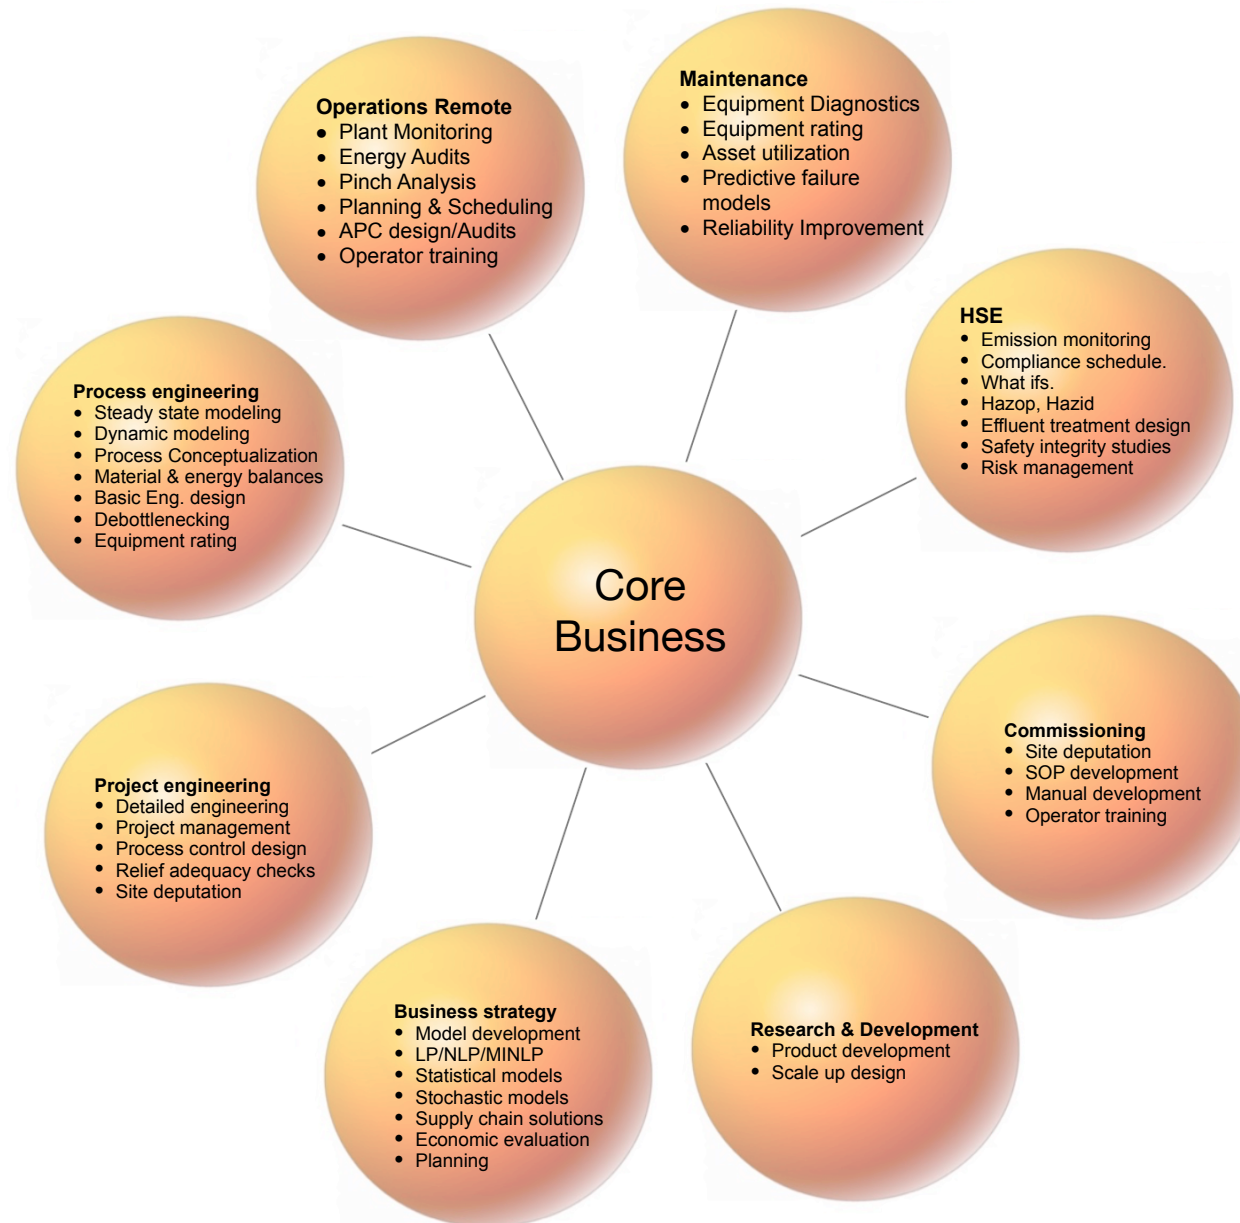 Operations Remote
• Plant Monitoring
• Energy Audits
• Pinch Analysis
• Planning & Scheduling
• APC design/Audits
• Operator training
Maintenance
• Equipment Diagnostics
• Equipment rating
• Asset utilization
• Predictive failure
models
• Reliability Improvement
HSE
• Emission monitoring
• Compliance schedule.
• What ifs.
• Hazop, Hazid
• Effluent treatment design
• Safety integrity studies
• Risk management
Process engineering
• Steady state modeling
• Dynamic modeling
• Process Conceptualization
• Material & energy balances
• Basic Eng. design
• Debottlenecking
• Equipment rating
Core
Business
Commissioning
• Site deputation
• SOP development
• Manual development
• Operator training
Project engineering
• Detailed engineering
• Project management
• Process control design
• Relief adequacy checks
• Site deputation
Business strategy
• Model development
• LP/NLP/MINLP
• Statistical models
• Stochastic models
• Supply chain solutions
• Economic evaluation
• Planning
Research & Development
• Product development
• Scale up design